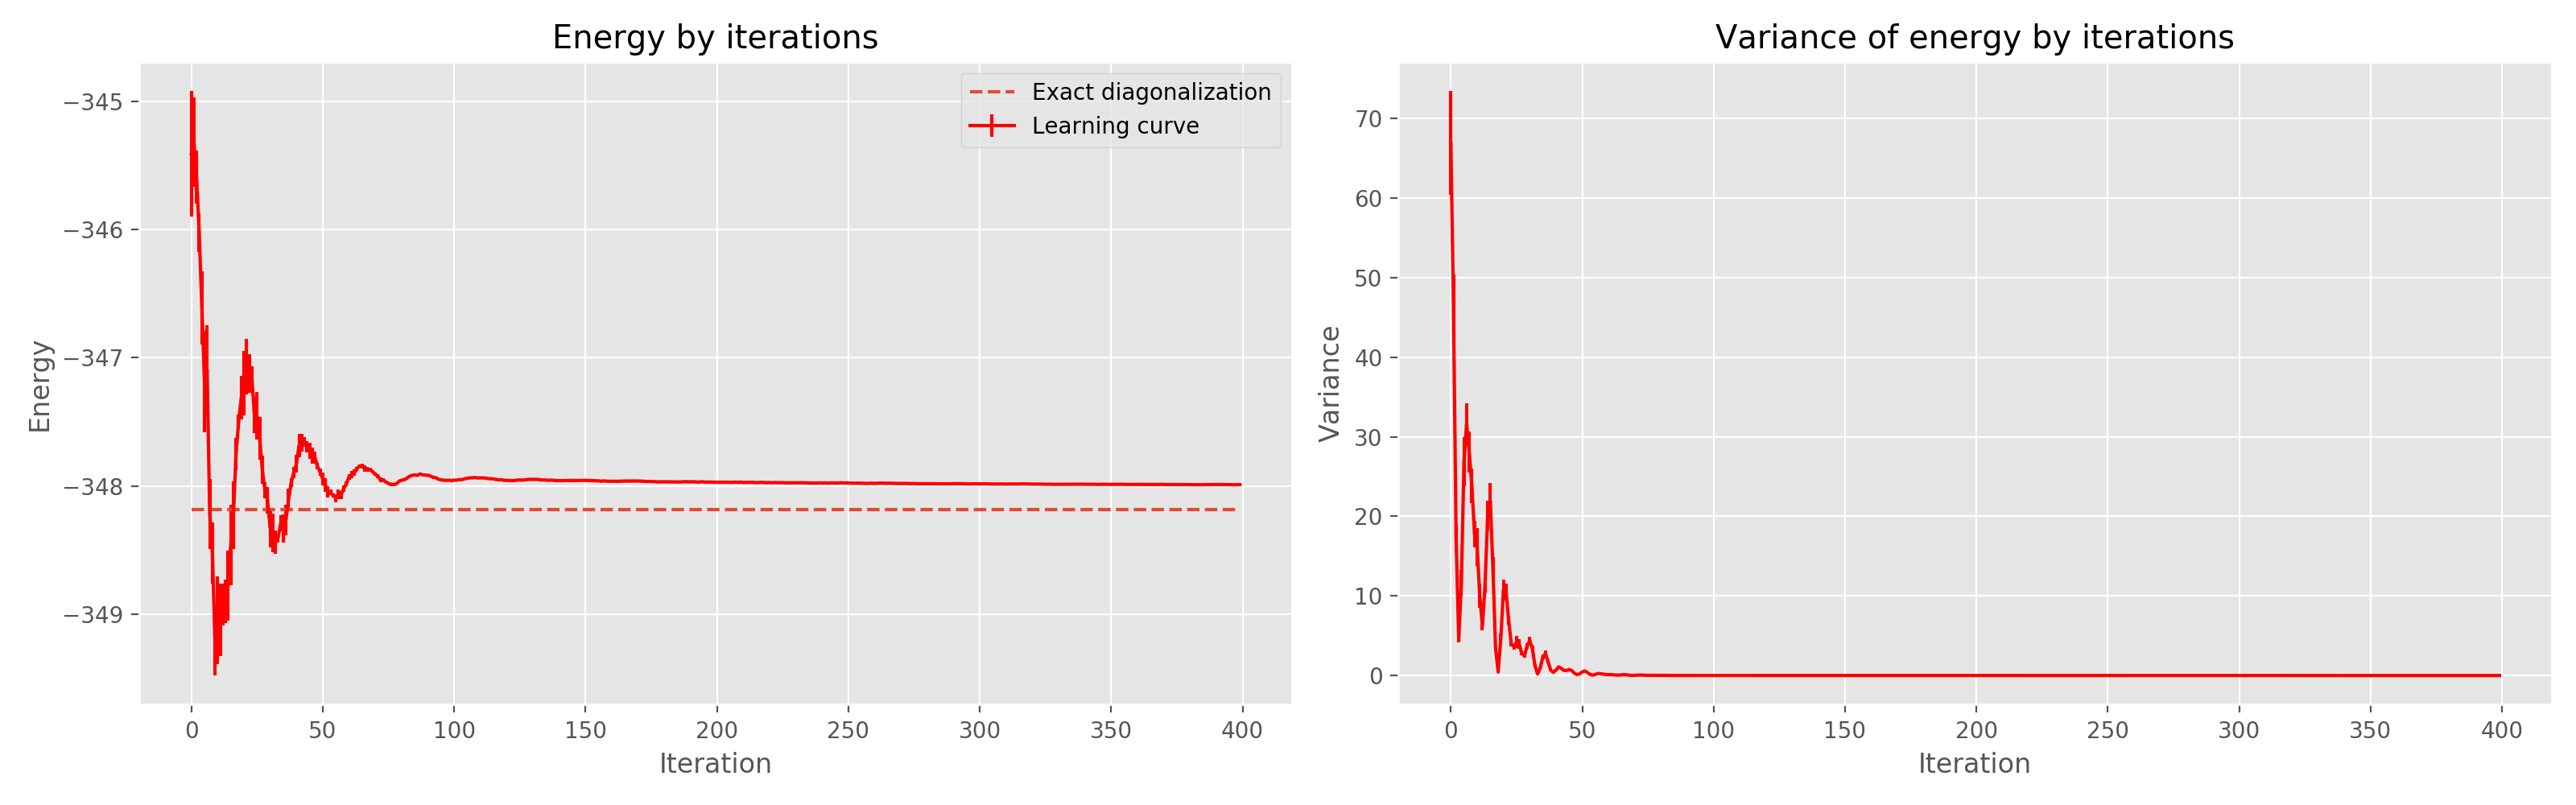 Energy by iterations
Exact diagonalization
Learning curve
−345
−346
−347
−348
−349
Energy
0 50 100 150 200 250 300 350 400
Iteration
Variance of energy by iterations
70
60
50
40
30
20
10
0
Variance
0 50 100 150 200 250 300 350 400
Iteration